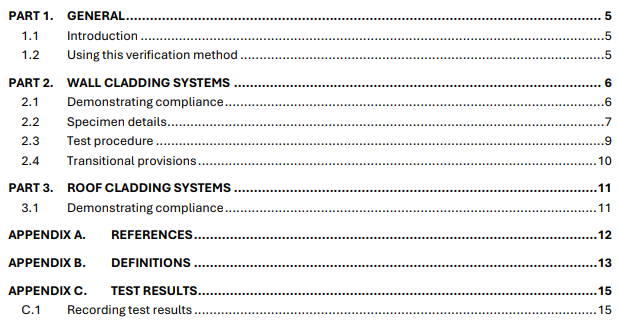 PART 1. GENERAL 5
1.1 Introduction 5
1.2 Using this verification method 5
PART 2. WALL CLADDING SYSTEMS 6
2.1 Demonstrating compliance 6
2.2 Specimen details 7
2.3 Test procedure 9
2.4 Transitional provisions 10
PART 3. ROOF CLADDING SYSTEMS 11
3.1 Demonstrating compliance 11
APPENDIX A. REFERENCES 12
APPENDIX B. DEFINITIONS 13
APPENDIX C. TEST RESULTS 15
C.1 Recording test results 15